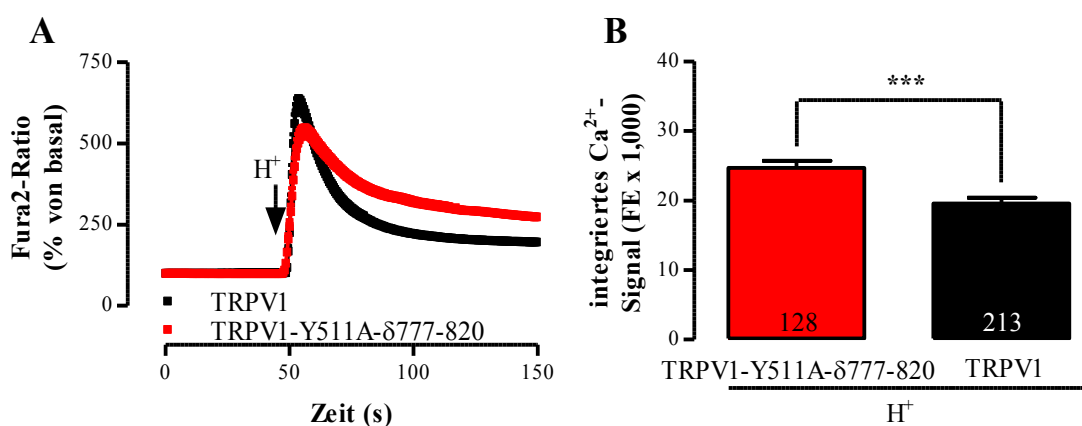 A
Fura2-Ratio
(% von basal)
750
500
250
0
H⁺
TRPV1
TRPV1-Y511A-δ777-820
0 50 100 150
Zeit (s)
B
integriertes Ca²⁺-
Signal (FE x 1,000)
40
30
20
10
0
***
128 213
TRPV1-Y511A-δ777-820 TRPV1
H⁺